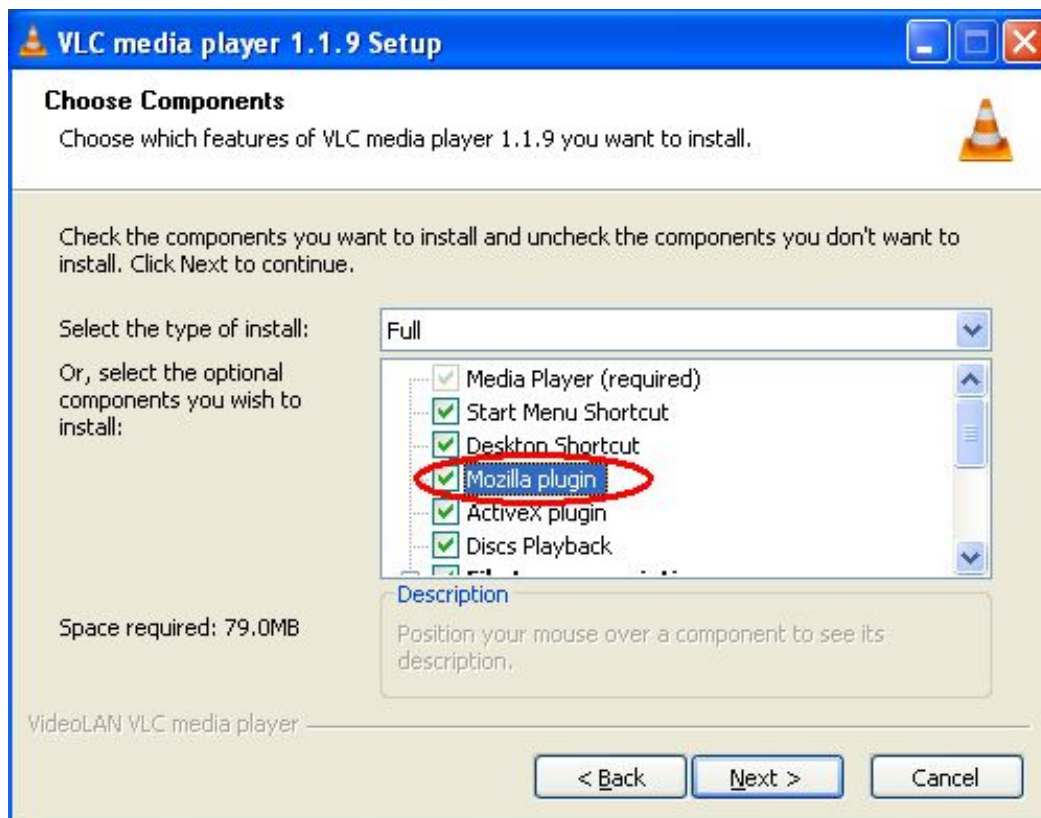 VLC media player 1.1.9 Setup
Choose Components
Choose which features of VLC media player 1.1.9 you want to install.
Check the components you want to install and uncheck the components you don't want to
install. Click Next to continue.
Select the type of install:
Full
Or, select the optional
components you wish to
install:
Media Player (required)
Start Menu Shortcut
Desktop Shortcut
Mozilla plugin
ActiveX plugin
Discs Playback
Space required: 79.0MB
Description
Position your mouse over a component to see its
description.
VideoLAN VLC media player
< Back
Next >
Cancel